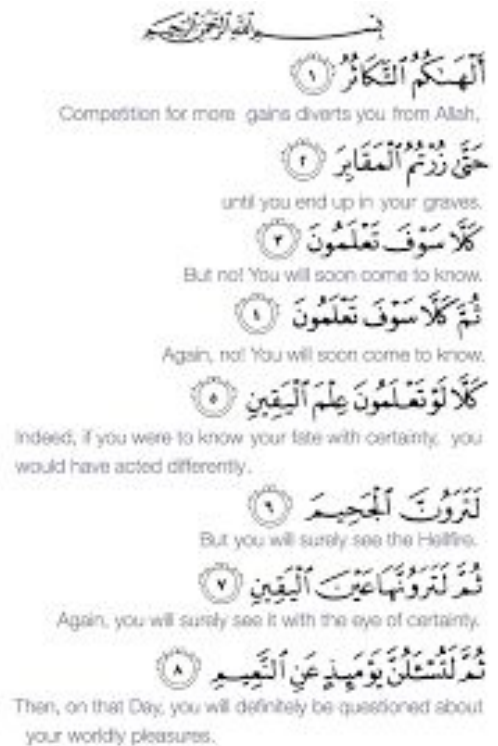 بِسْمِ ٱللَّهِ ٱلرَّحْمَٰنِ ٱلرَّحِيمِ
أَلْهَىٰكُمُ ٱلتَّكَاثُرُ ١
Competition for more gains diverts you from Allah,
حَتَّىٰ زُرْتُمُ ٱلْمَقَابِرَ ٢
until you end up in your graves.
كَلَّا سَوْفَ تَعْلَمُونَ ٣
But no! You will soon come to know.
ثُمَّ كَلَّا سَوْفَ تَعْلَمُونَ ٤
Again, no! You will soon come to know.
كَلَّا لَوْ تَعْلَمُونَ عِلْمَ ٱلْيَقِينِ ٥
Indeed, if you were to know your fate with certainty, you
would have acted differently.
لَتَرَوُنَّ ٱلْجَحِيمَ ٦
But you will surely see the Hellfire.
ثُمَّ لَتَرَوُنَّهَا عَيْنَ ٱلْيَقِينِ ٧
Again, you will surely see it with the eye of certainty.
ثُمَّ لَتُسْـَٔلُنَّ يَوْمَئِذٍ عَنِ ٱلنَّعِيمِ ٨
Then, on that Day, you will definitely be questioned about
your worldly pleasures.